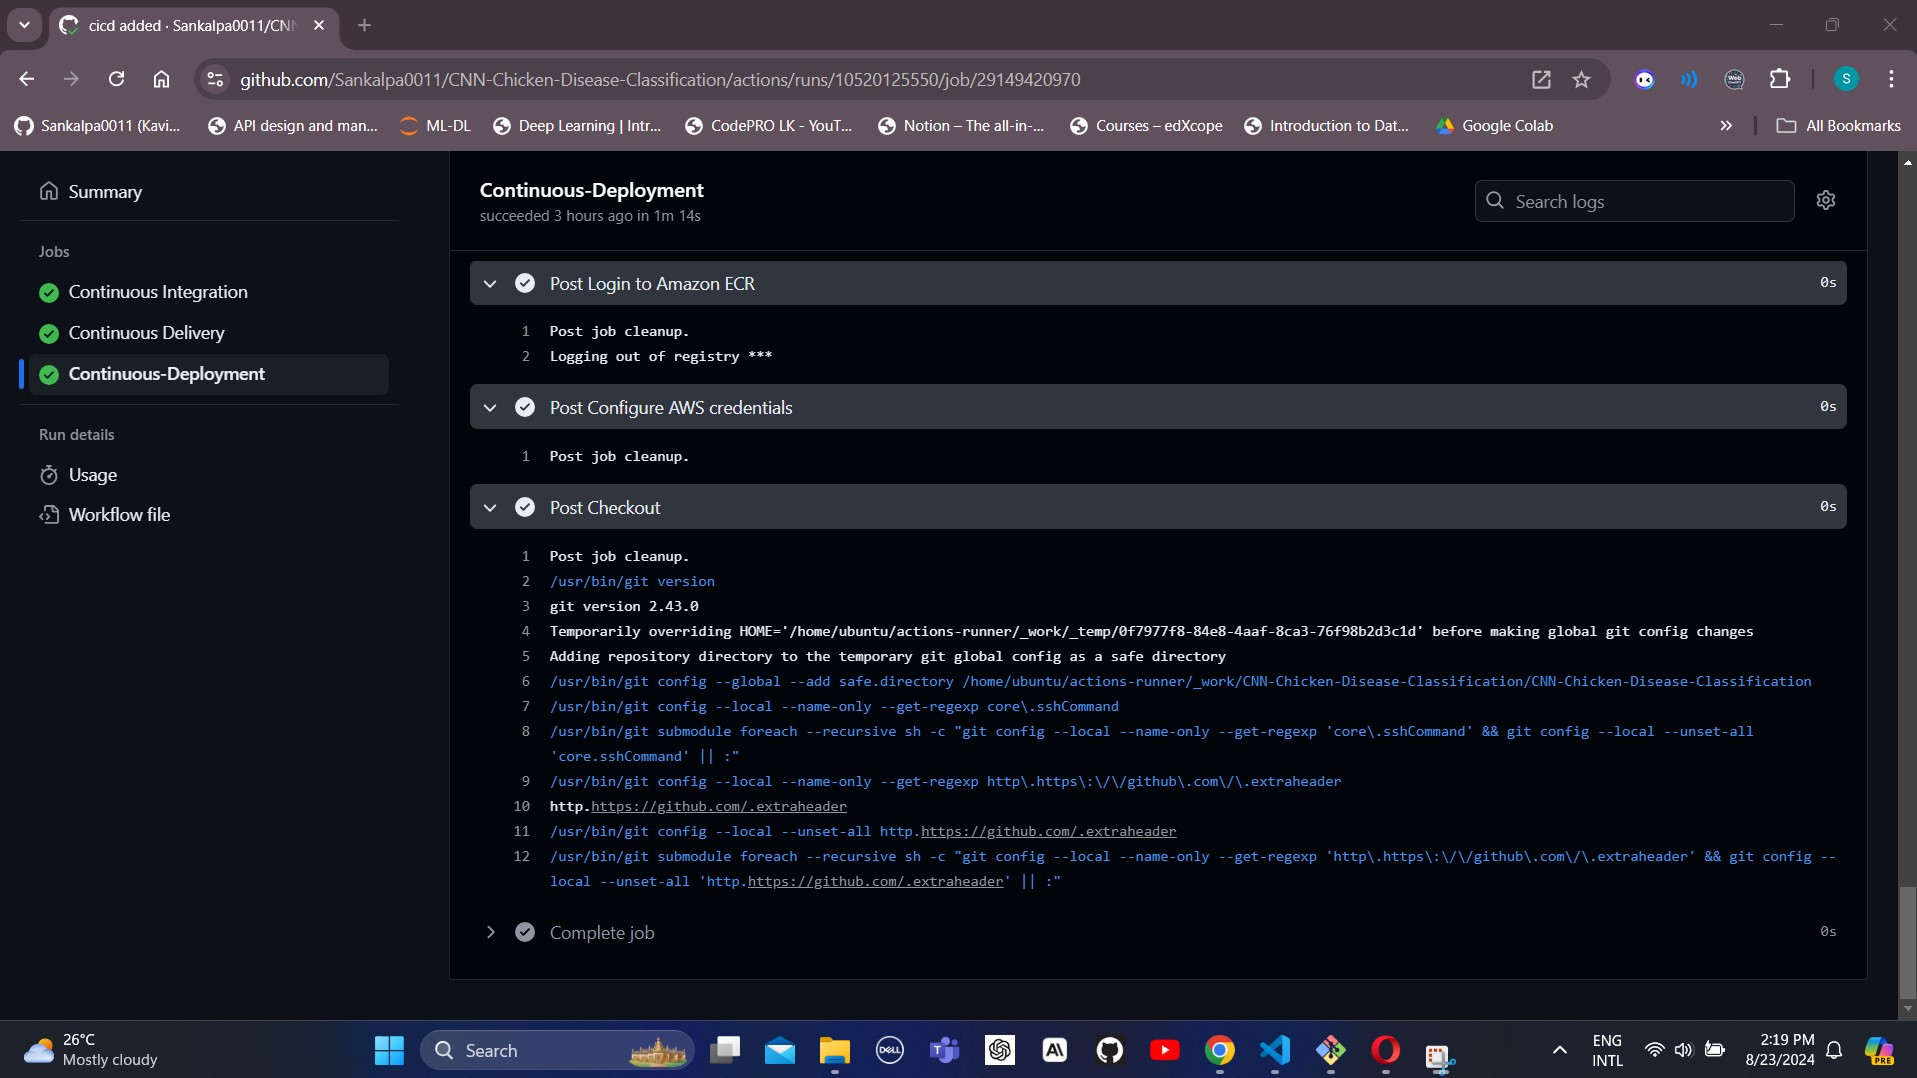 cicd added · Sankalpa0011/CNN
github.com/Sankalpa0011/CNN-Chicken-Disease-Classification/actions/runs/10520125550/job/29149420970
S
Sankalpa0011 (Kavi...
API design and man...
ML-DL
Deep Learning | Intr...
CodePRO LK - YouT...
Notion – The all-in-...
Courses – edXcope
Introduction to Dat...
Google Colab
All Bookmarks
Summary
Jobs
Continuous Integration
Continuous Delivery
Continuous-Deployment
Run details
Usage
Workflow file
Continuous-Deployment
succeeded 3 hours ago in 1m 14s
Search logs
Post Login to Amazon ECR 0s
1 Post job cleanup.
2 Logging out of registry ***
Post Configure AWS credentials 0s
1 Post job cleanup.
Post Checkout 0s
1 Post job cleanup.
2 /usr/bin/git version
3 git version 2.43.0
4 Temporarily overriding HOME='/home/ubuntu/actions-runner/_work/_temp/0f7977f8-84e8-4aaf-8ca3-76f98b2d3c1d' before making global git config changes
5 Adding repository directory to the temporary git global config as a safe directory
6 /usr/bin/git config --global --add safe.directory /home/ubuntu/actions-runner/_work/CNN-Chicken-Disease-Classification/CNN-Chicken-Disease-Classification
7 /usr/bin/git config --local --name-only --get-regexp core\.sshCommand
8 /usr/bin/git submodule foreach --recursive sh -c "git config --local --name-only --get-regexp 'core\.sshCommand' && git config --local --unset-all
'core.sshCommand' || :"
9 /usr/bin/git config --local --name-only --get-regexp http\.https\:\/\/github\.com\/\.extraheader
10 http.https://github.com/.extraheader
11 /usr/bin/git config --local --unset-all http.https://github.com/.extraheader
12 /usr/bin/git submodule foreach --recursive sh -c "git config --local --name-only --get-regexp 'http\.https\:\/\/github\.com\/\.extraheader' && git config --
local --unset-all 'http.https://github.com/.extraheader' || :"
Complete job 0s
26°C
Mostly cloudy
Search
DELL
ENG
INTL
2:19 PM
8/23/2024
PRE